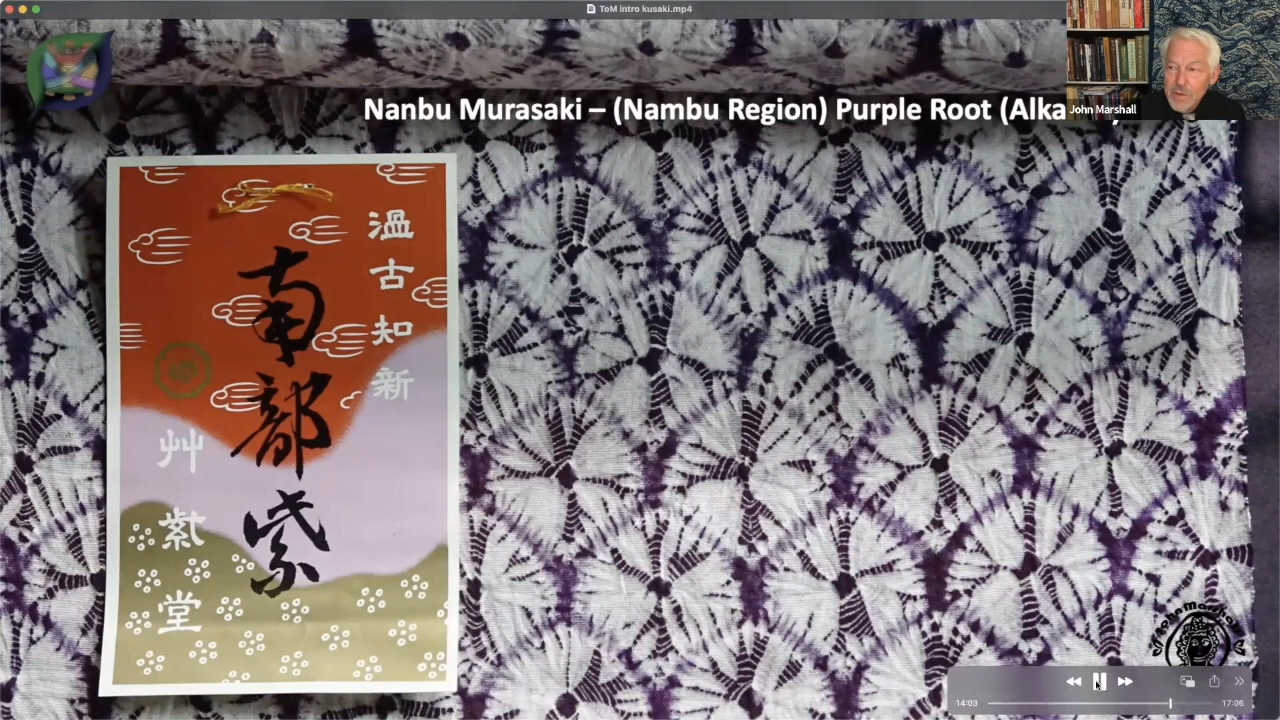 ToM intro kusaki.mp4
John Marshall
Nanbu Murasaki – (Nambu Region) Purple Root (Alka
温古知新
南部紫
艸紫堂
14:03
17:06